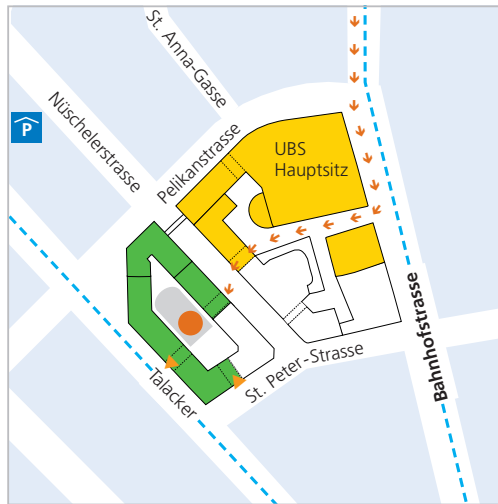 St. Anna-Gasse
Nüschelerstrasse
P
Pelikanstrasse
UBS
Hauptsitz
Talacker
St. Peter-Strasse
Bahnhofstrasse